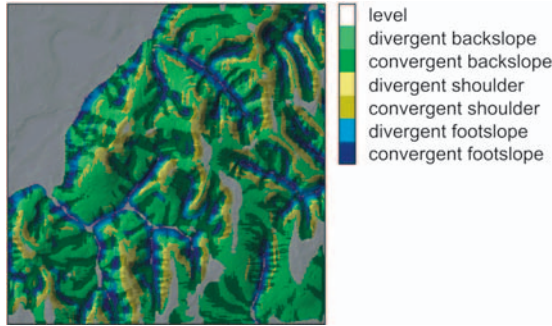 level
divergent backslope
convergent backslope
divergent shoulder
convergent shoulder
divergent footslope
convergent footslope